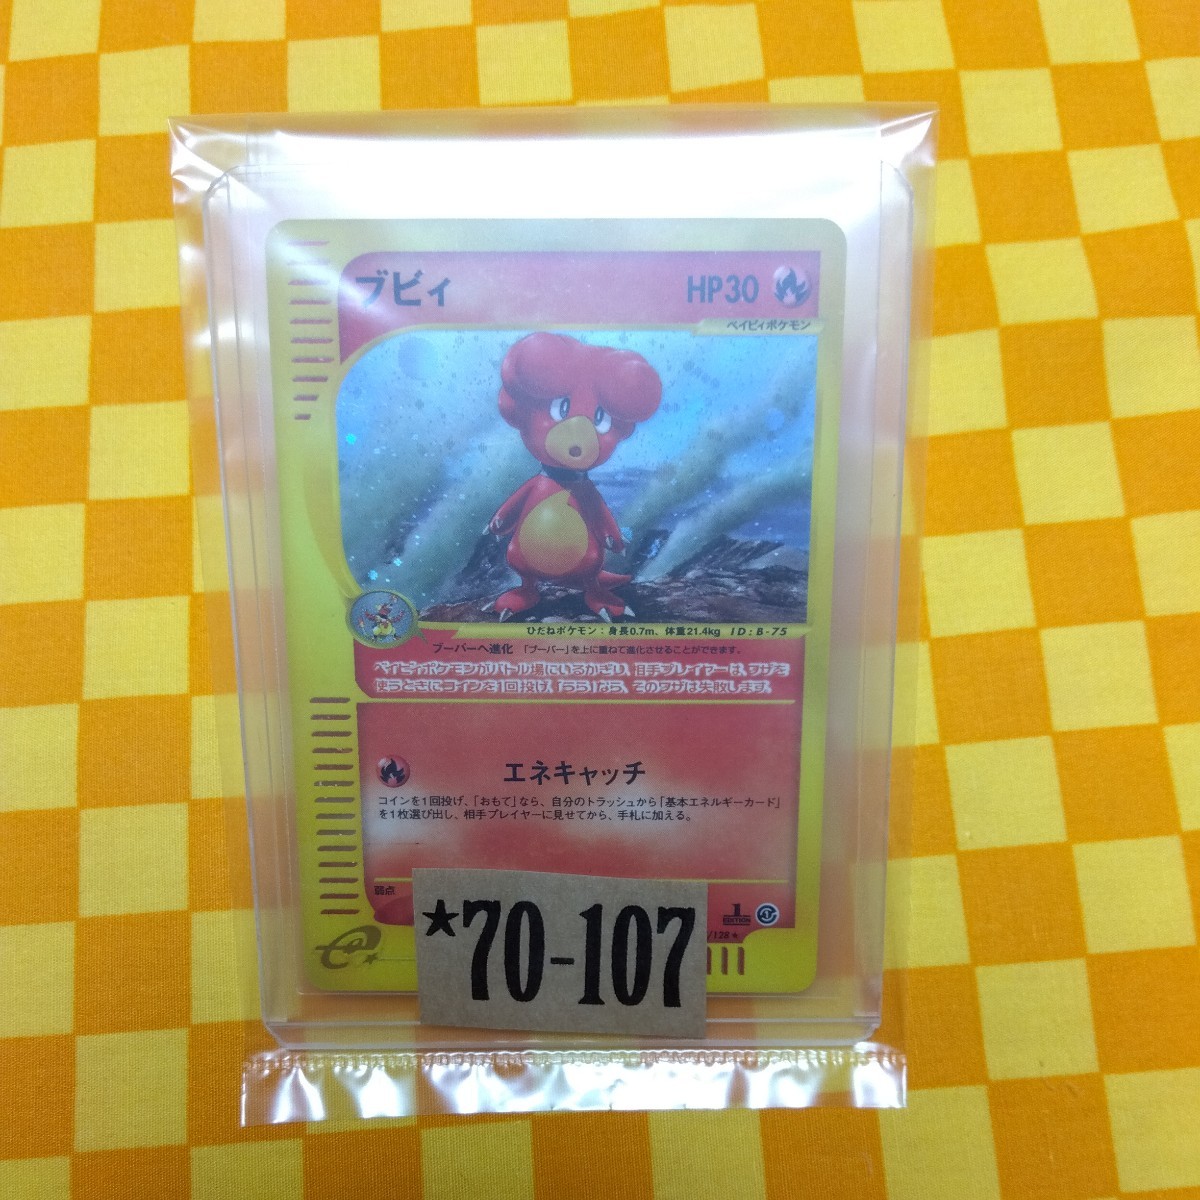 ブビィ HP30
ベイビィポケモン
ひだねポケモン：身長0.7m、体重21.4kg ID:B-75
ブーバーへ進化 「ブーバー」を上に重ねて進化させることができます。
ベイビィポケモンがバトル場にいるかぎり、相手プレイヤーは、ワザを
使うときにコインを1回投げ、「うら」なら、そのワザは失敗します。
エネキャッチ
コインを1回投げ、「おもて」なら、自分のトラッシュから「基本エネルギーカード」
を1枚選び出し、相手プレイヤーに見せてから、手札に加える。
弱点
1
EDITION
/128★
e
★70-107